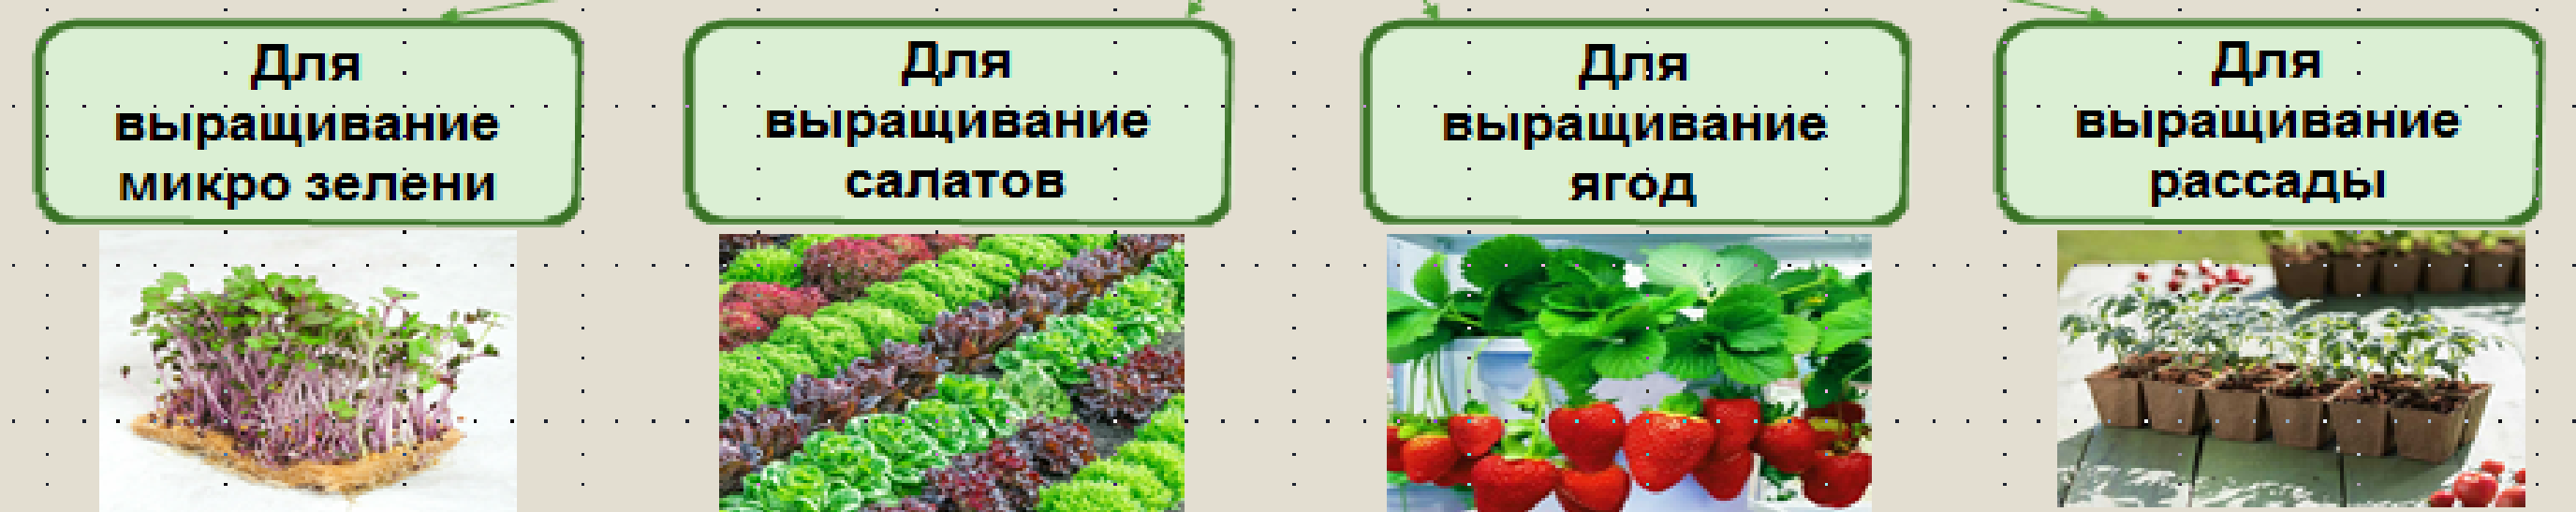 Для
выращивание
микро зелени
Для
выращивание
салатов
Для
выращивание
ягод
Для
выращивание
рассады